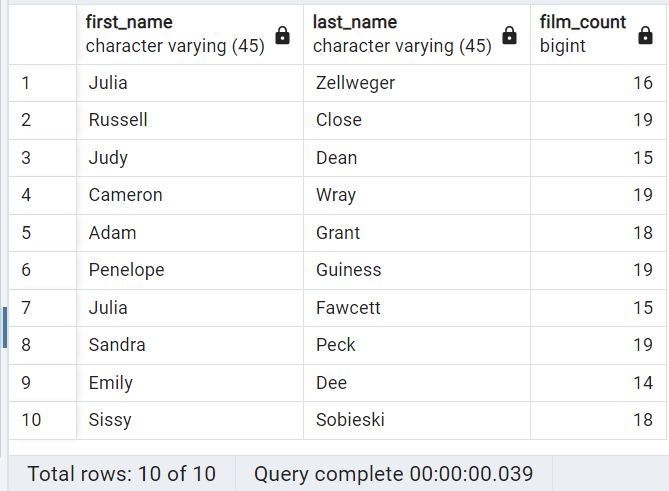 first_name last_name film_count
character varying (45) character varying (45) bigint
1 Julia Zellweger 16
2 Russell Close 19
3 Judy Dean 15
4 Cameron Wray 19
5 Adam Grant 18
6 Penelope Guiness 19
7 Julia Fawcett 15
8 Sandra Peck 19
9 Emily Dee 14
10 Sissy Sobieski 18
Total rows: 10 of 10 Query complete 00:00:00.039